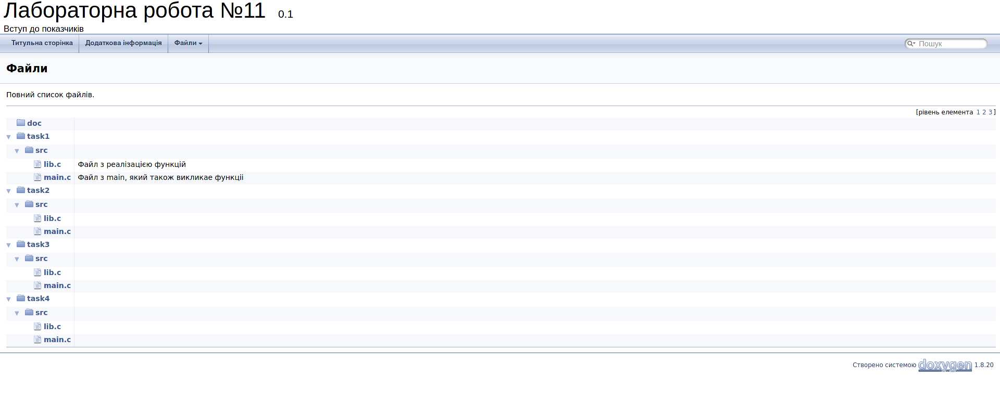 Лабораторна робота №11 0.1
Вступ до показчиків
Титульна сторінка Додаткова інформація Файли Пошук
Файли
Повний список файлів.
[рівень елемента 1 2 3]
doc
task1
src
lib.c Файл з реалізацією функцій
main.c Файл з main, який також викликае функціі
task2
src
lib.c
main.c
task3
src
lib.c
main.c
task4
src
lib.c
main.c
Створено системою doxygen 1.8.20